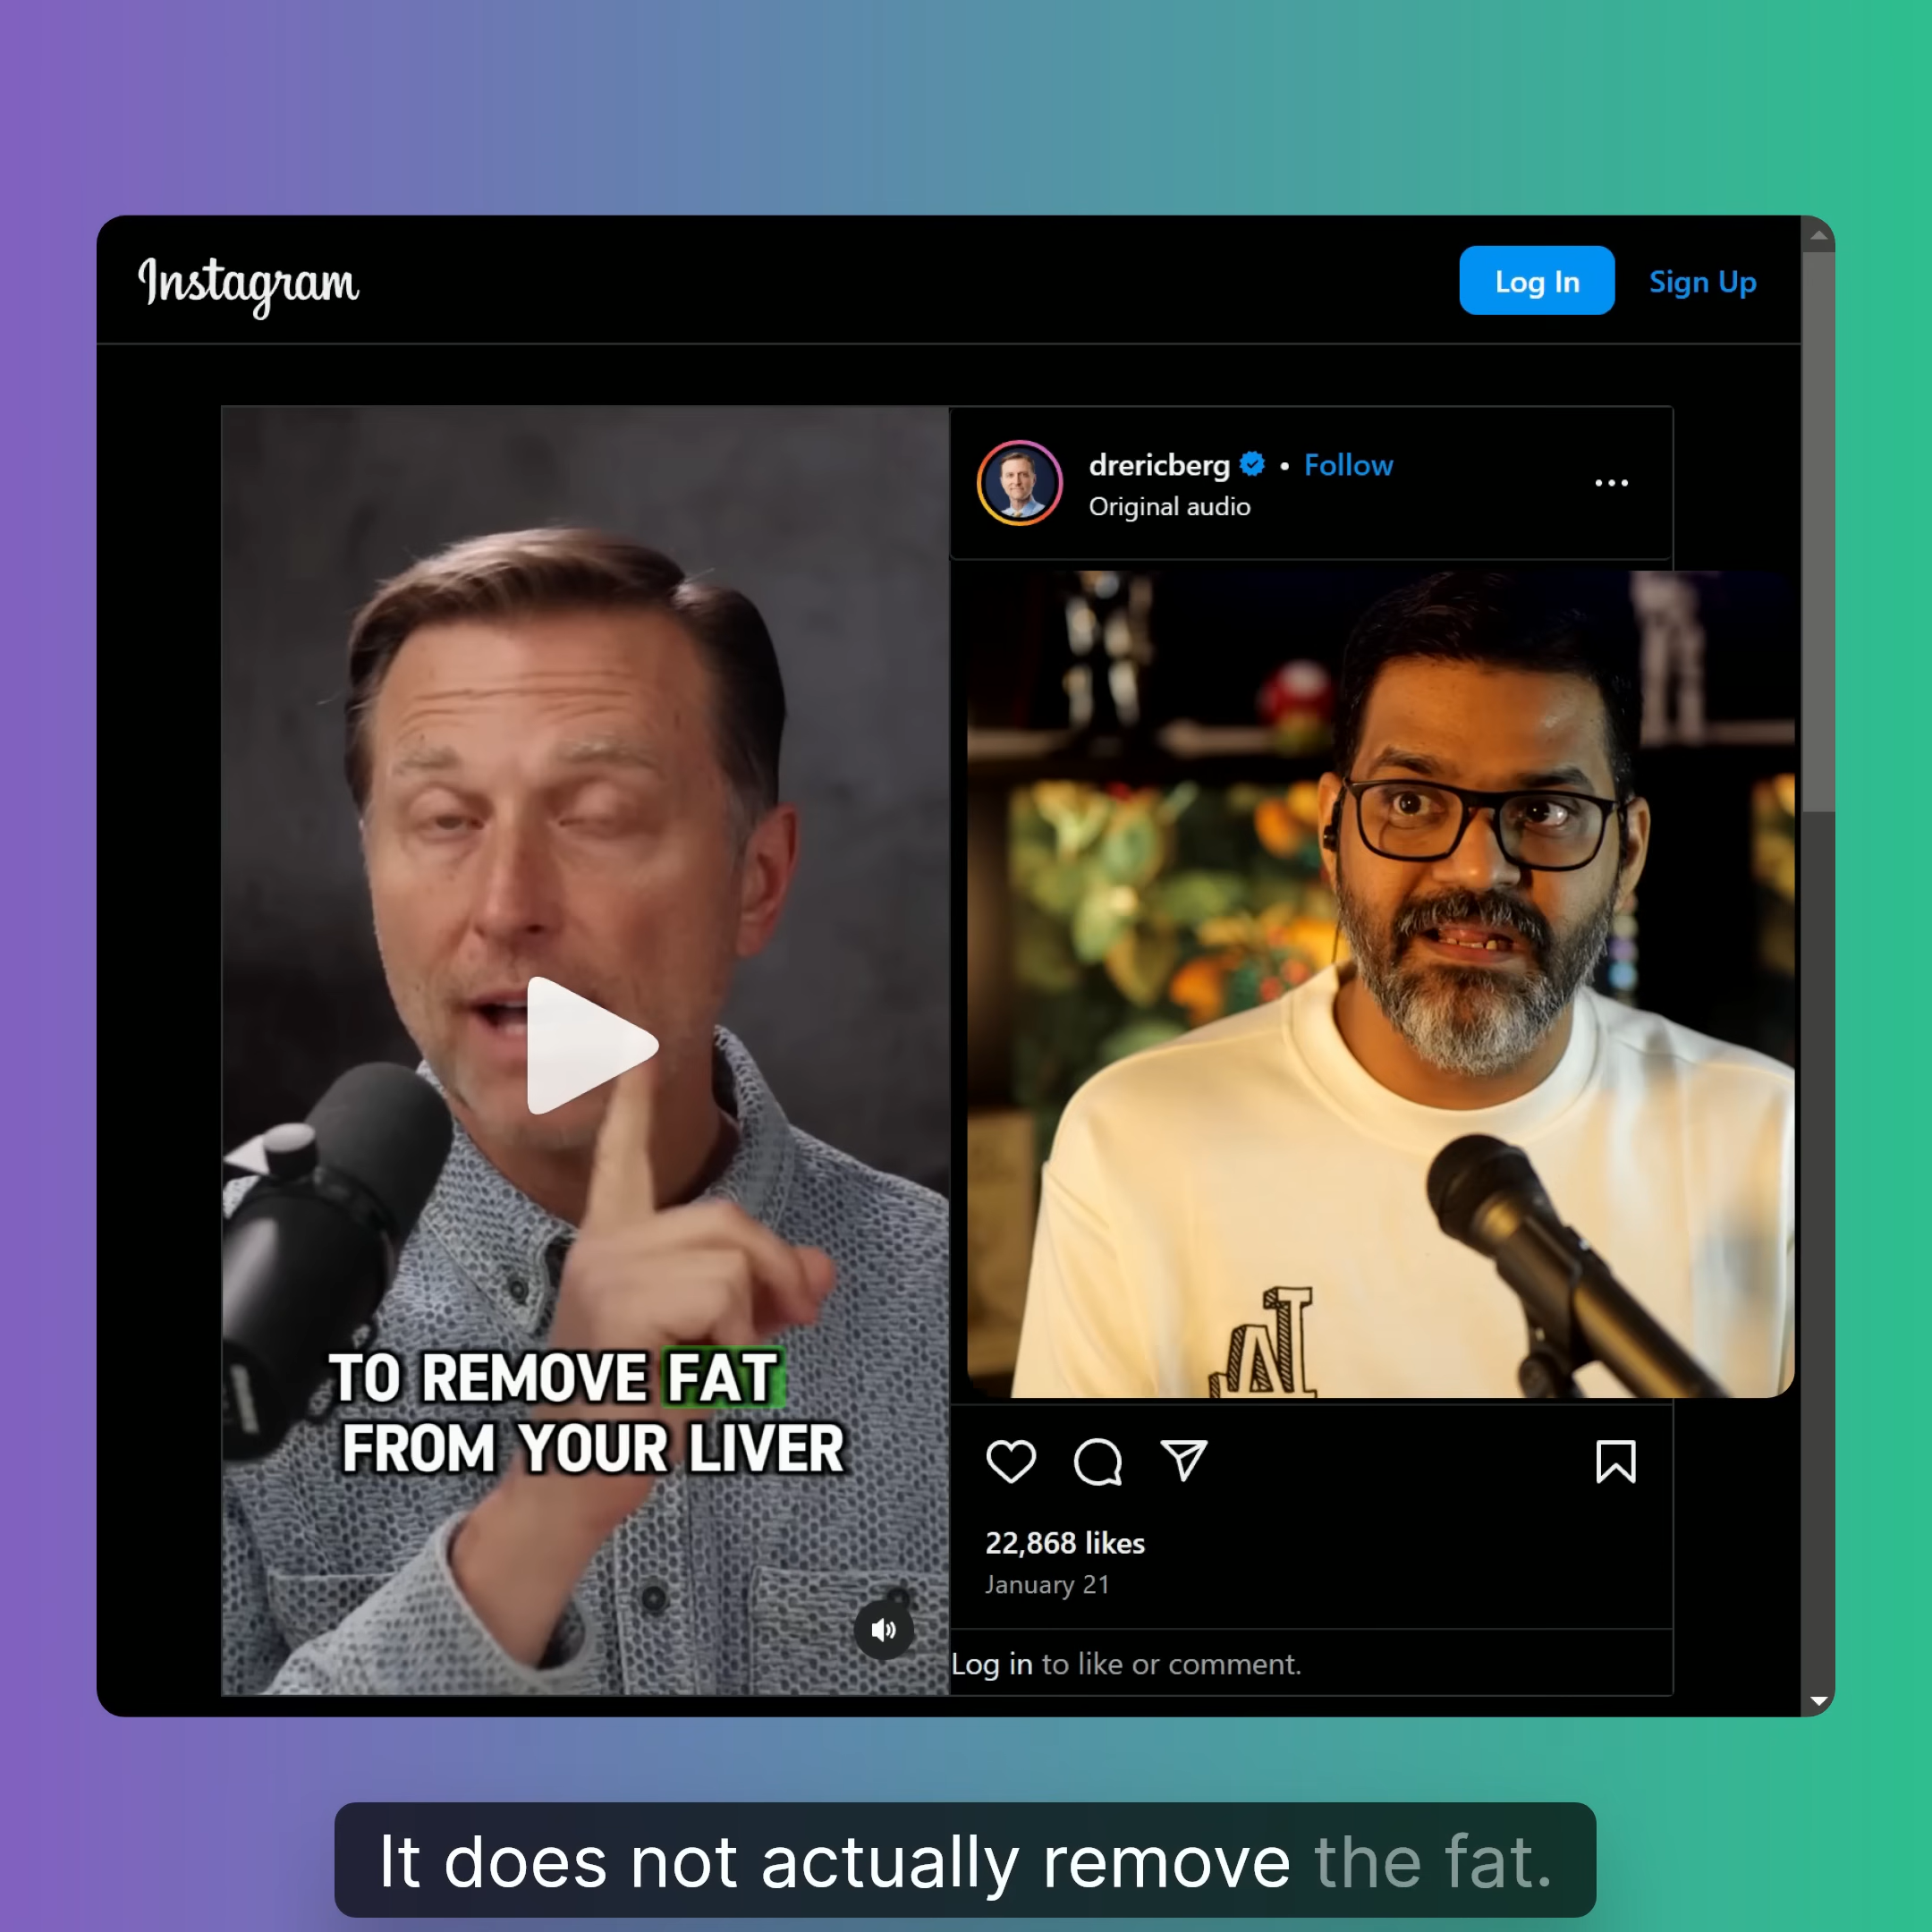 Instagram
Log In
Sign Up
drericberg • Follow
Original audio
TO REMOVE FAT
FROM YOUR LIVER
22,868 likes
January 21
Log in to like or comment.
It does not actually remove the fat.